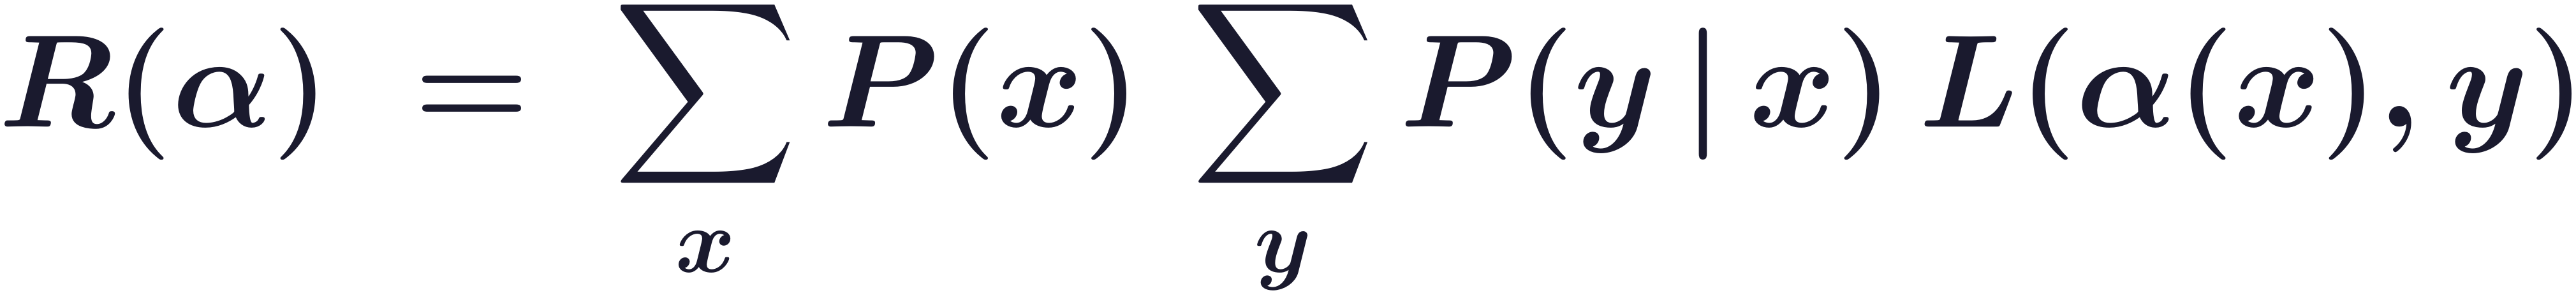 R(α) = ∑_x P(x) ∑_y P(y | x) L(α(x), y)